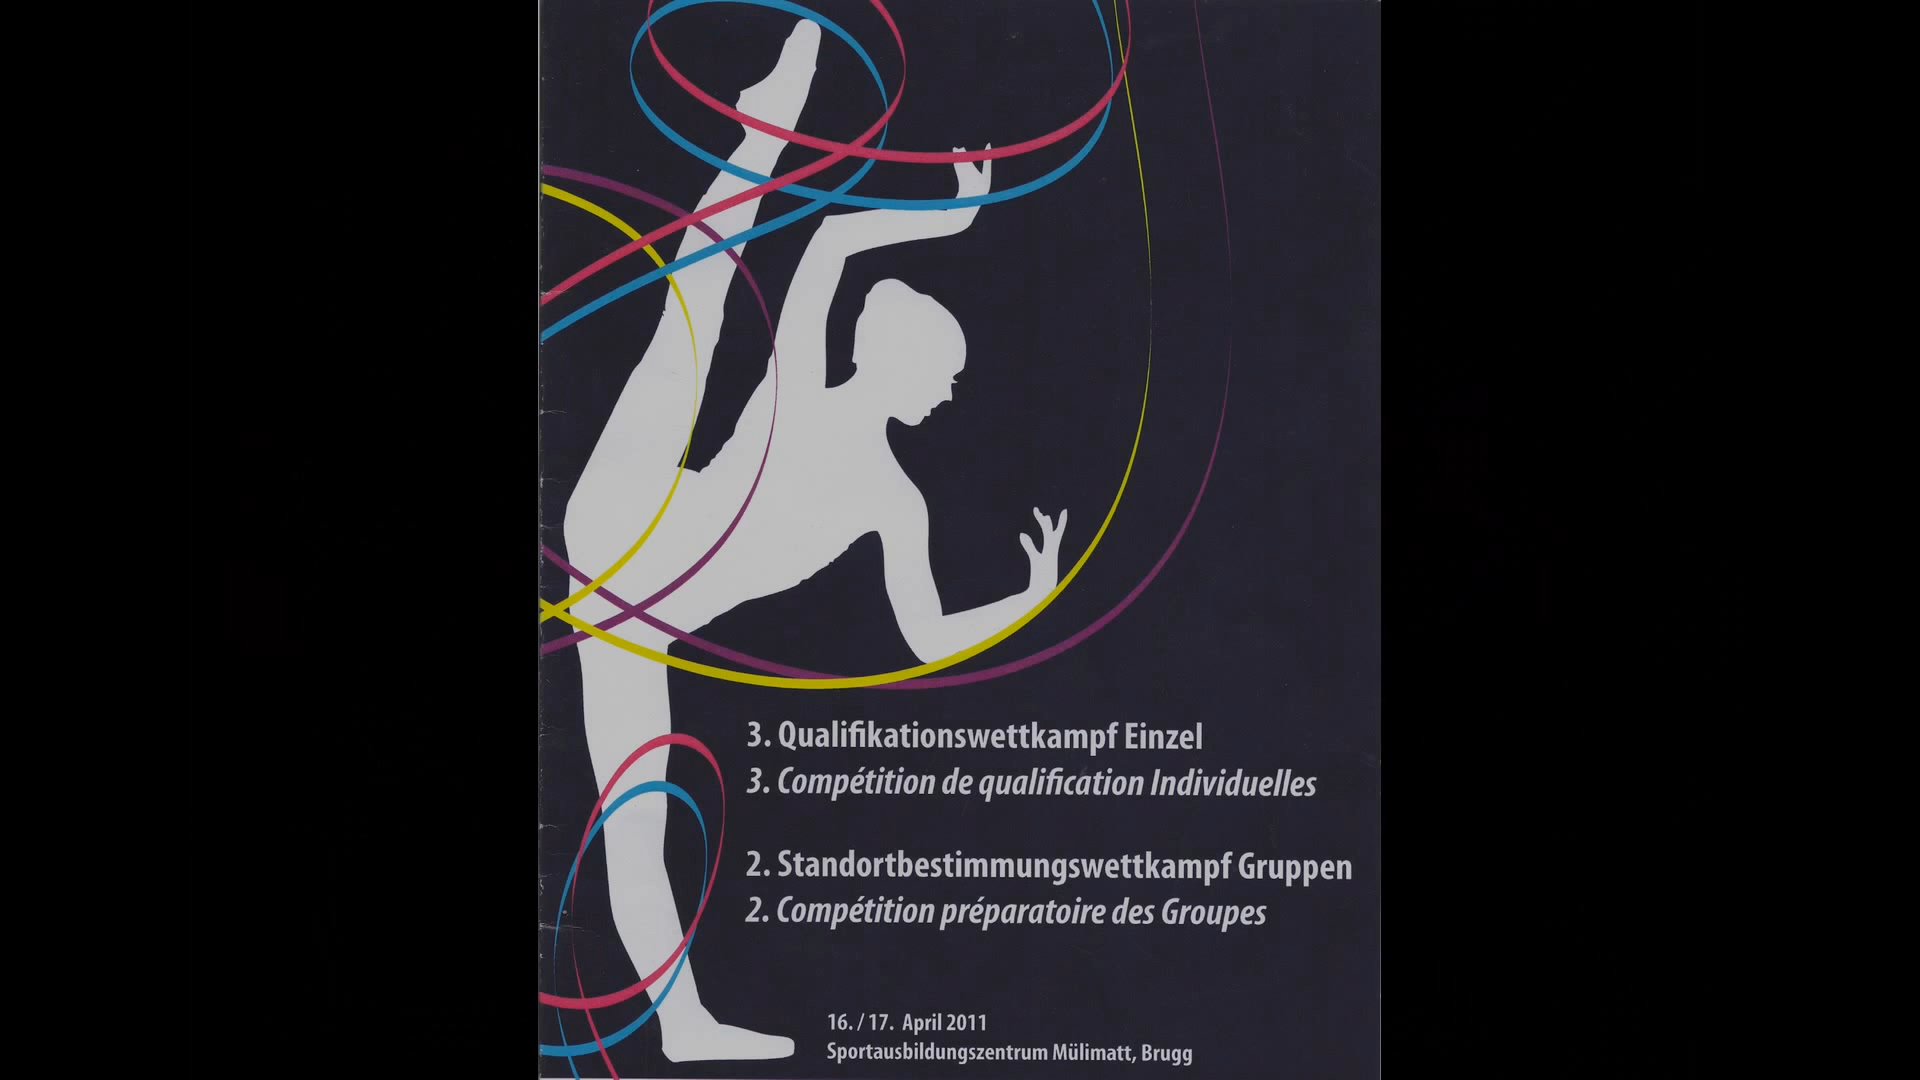 3. Qualifikationswettkampf Einzel
3. Compétition de qualification Individuelles
2. Standortbestimmungswettkampf Gruppen
2. Compétition préparatoire des Groupes
16. / 17. April 2011
Sportausbildungszentrum Mülimatt, Brugg